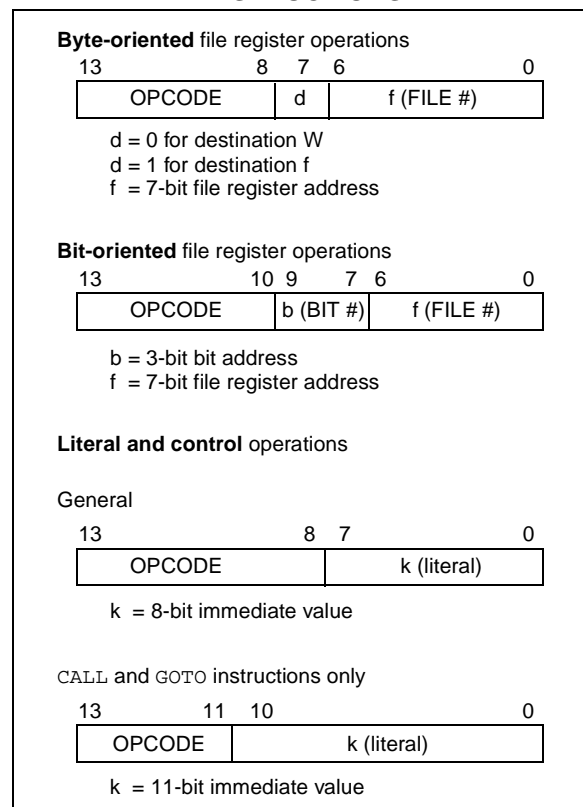 Byte-oriented file register operations
13 8 7 6 0
OPCODE d f (FILE #)
d = 0 for destination W
d = 1 for destination f
f = 7-bit file register address
Bit-oriented file register operations
13 10 9 7 6 0
OPCODE b (BIT #) f (FILE #)
b = 3-bit bit address
f = 7-bit file register address
Literal and control operations
General
13 8 7 0
OPCODE k (literal)
k = 8-bit immediate value
CALL and GOTO instructions only
13 11 10 0
OPCODE k (literal)
k = 11-bit immediate value